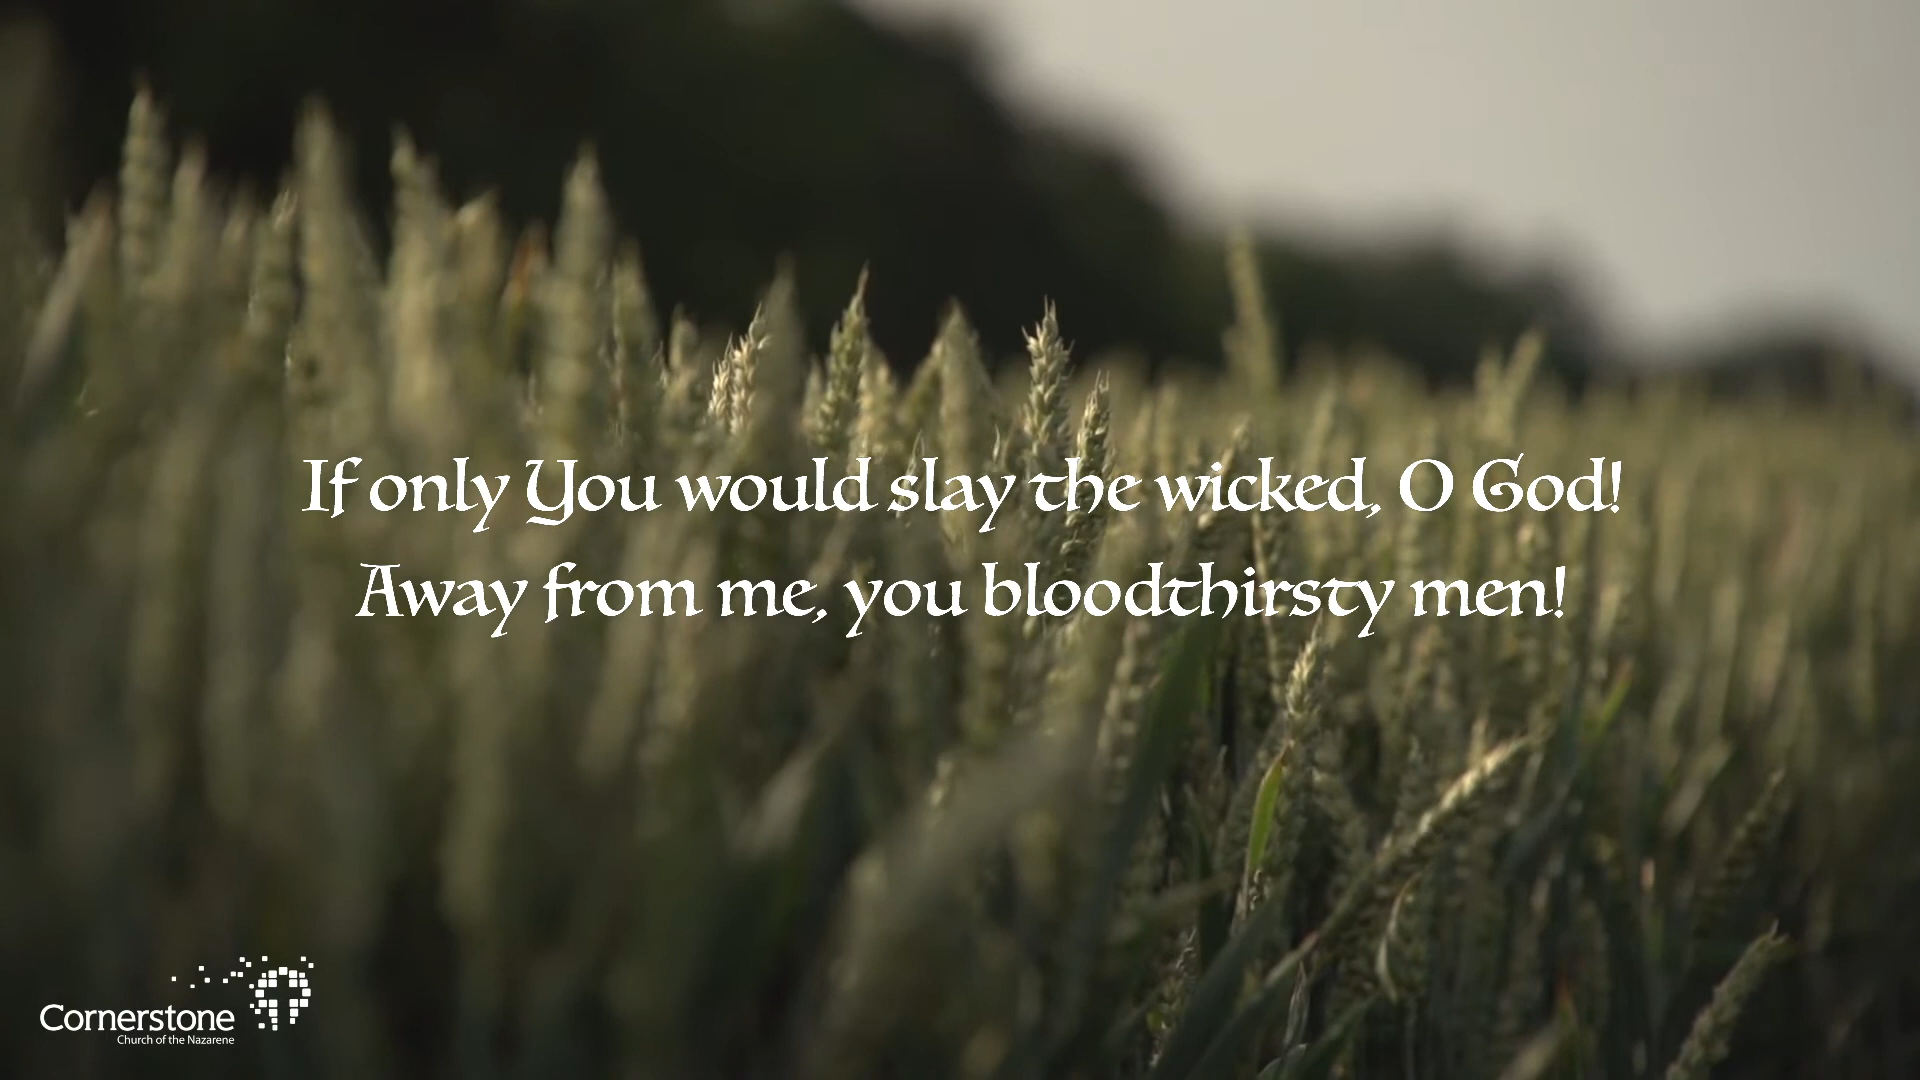 If only You would slay the wicked, O God!
Away from me, you bloodthirsty men!
Cornerstone
Church of the Nazarene